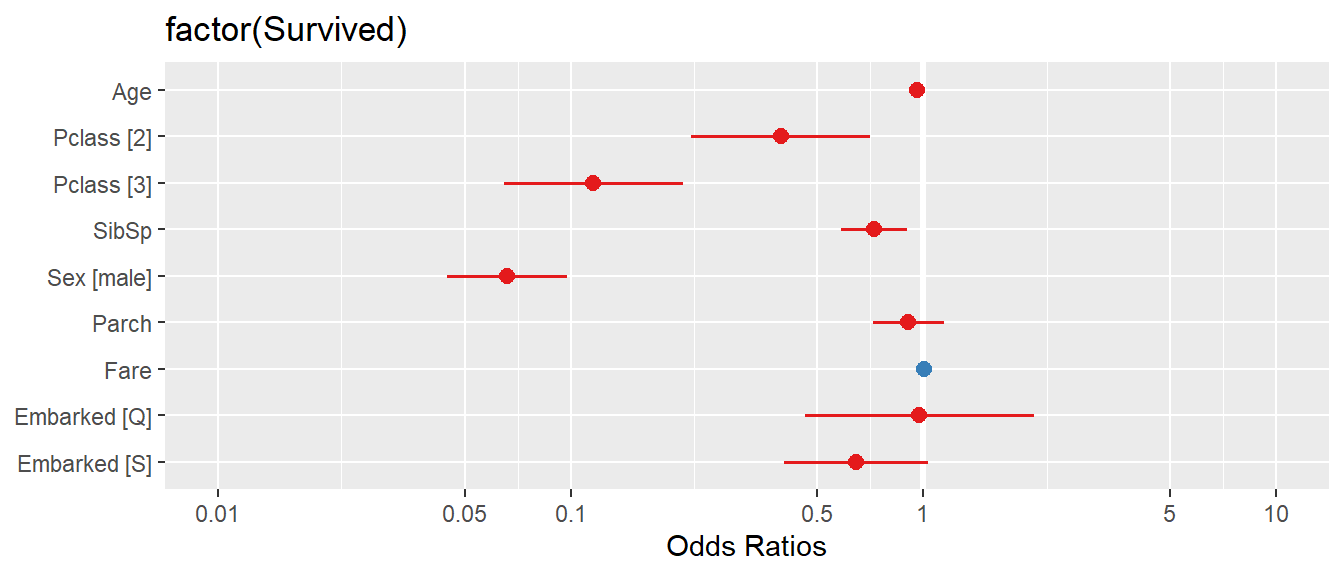 factor(Survived)
Age
Pclass [2]
Pclass [3]
SibSp
Sex [male]
Parch
Fare
Embarked [Q]
Embarked [S]
0.01 0.05 0.1 0.5 1 5 10
Odds Ratios